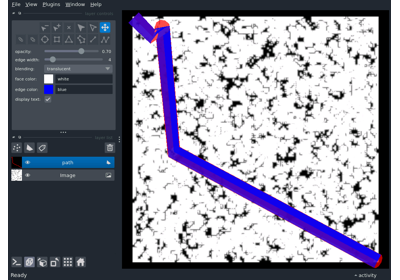 File View Plugins Window Help
opacity: 0.70
edge width:
blending: translucent
face color: white
edge color: blue
display text:
path
Image
Ready
activity